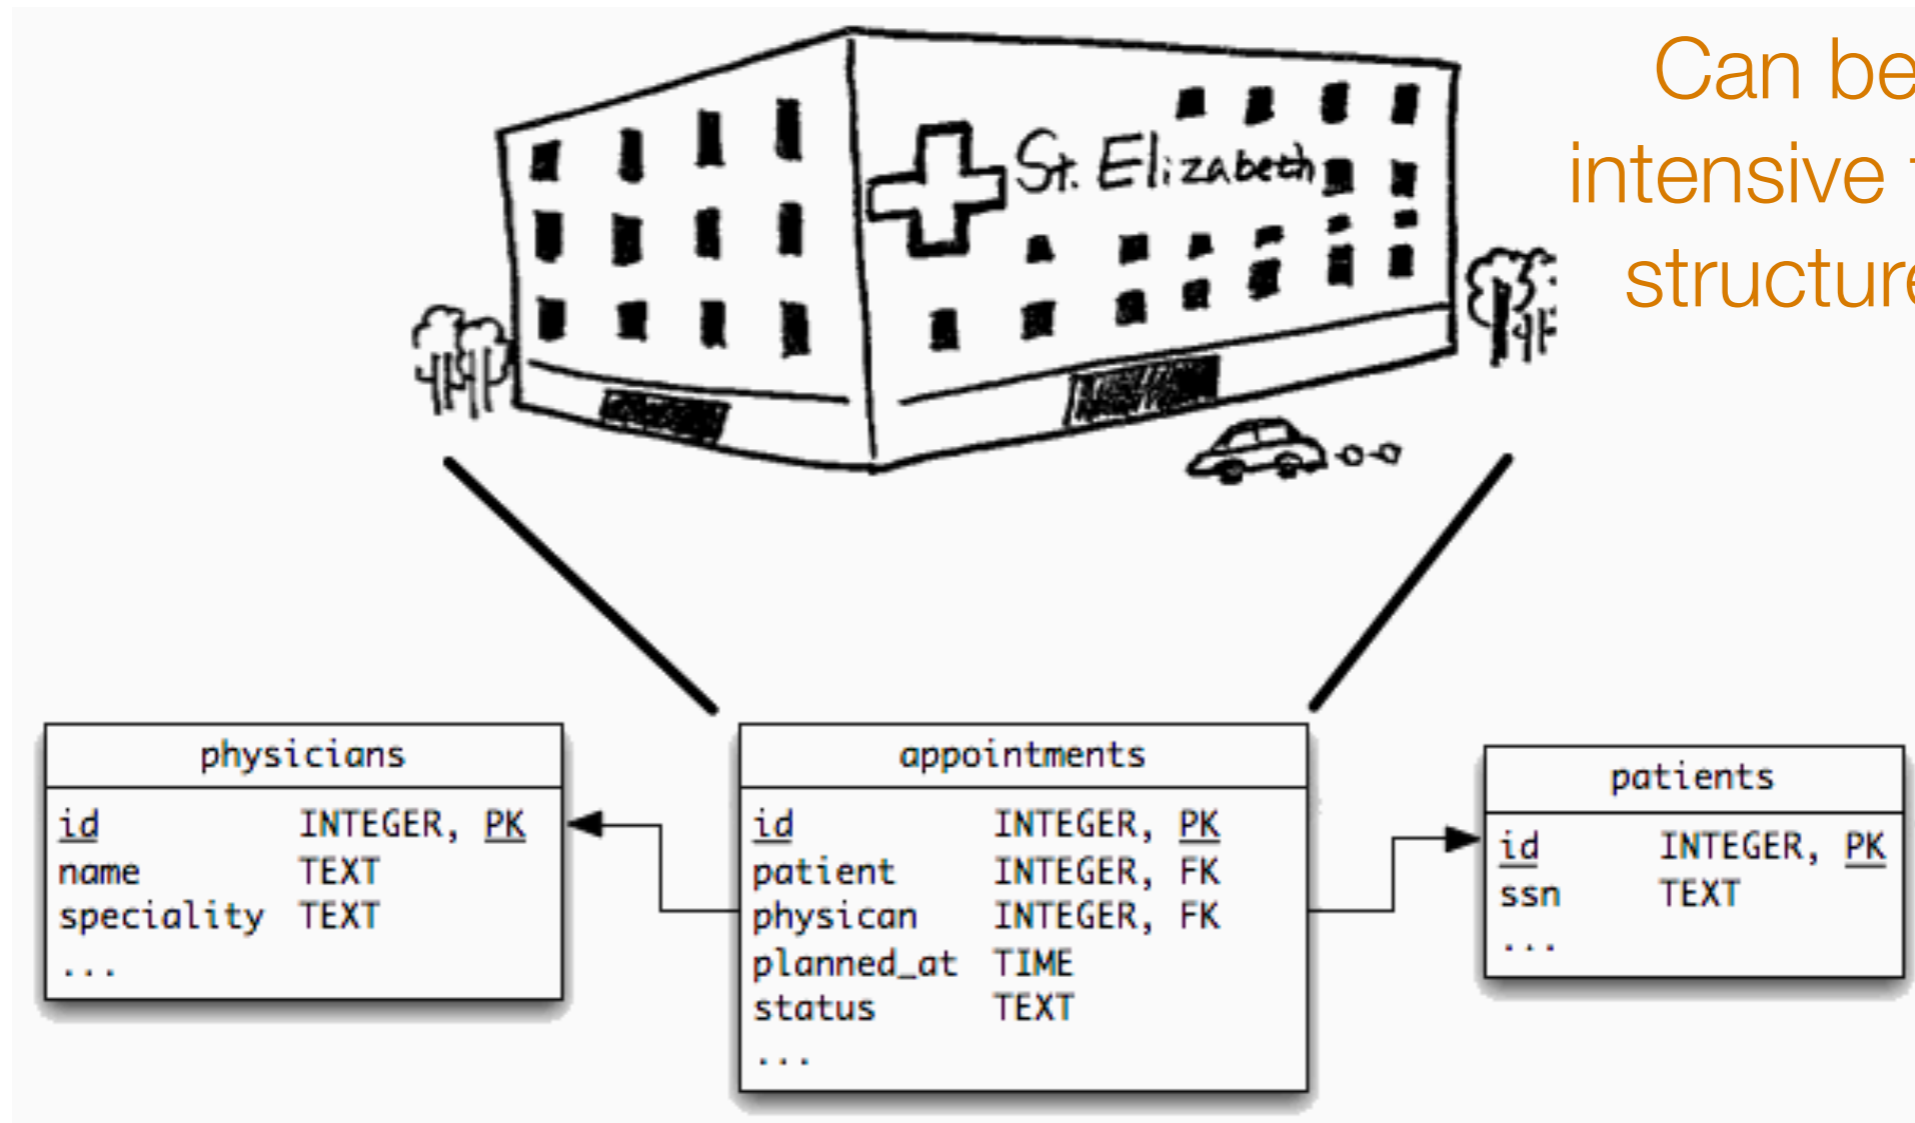 Can be
intensive
structure
St. Elizabeth
physicians
id INTEGER, PK
name TEXT
speciality TEXT
...
appointments
id INTEGER, PK
patient INTEGER, FK
physican INTEGER, FK
planned_at TIME
status TEXT
...
patients
id INTEGER, PK
ssn TEXT
...